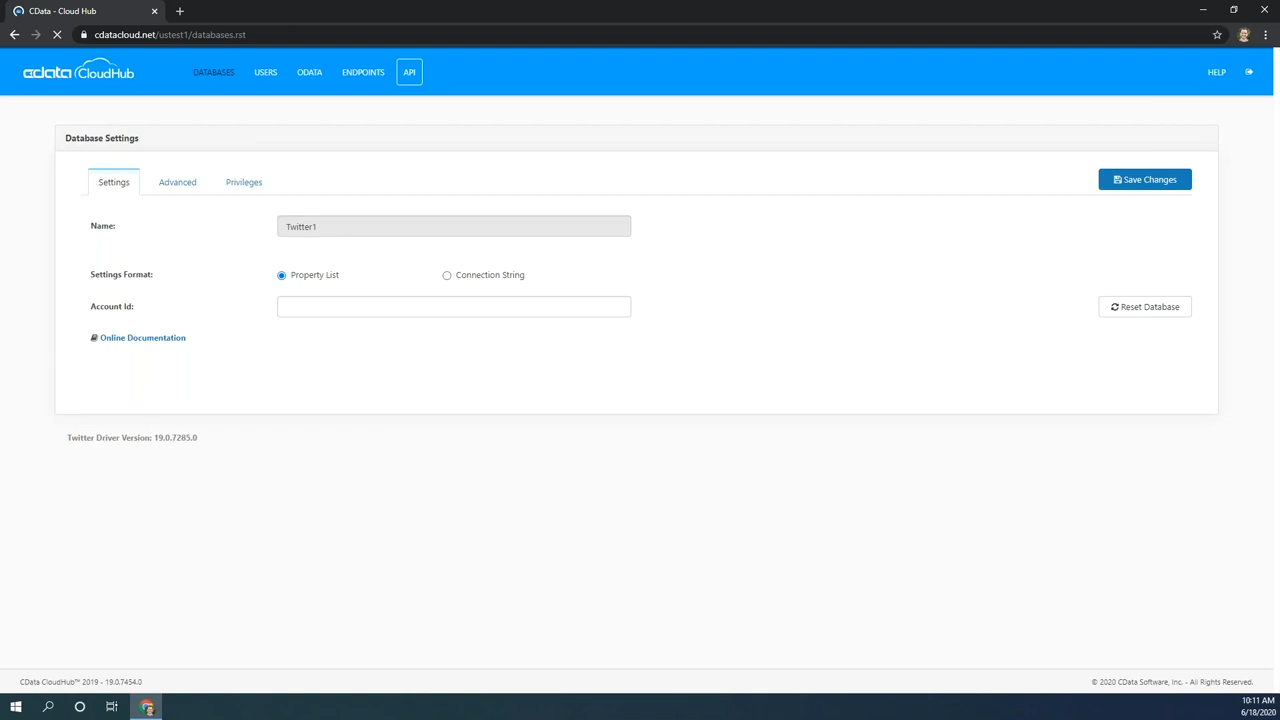 CData - Cloud Hub
cdatacloud.net/ustest1/databases.rst
cdata CloudHub
DATABASES
USERS
ODATA
ENDPOINTS
API
HELP
Database Settings
Settings
Advanced
Privileges
Save Changes
Name:
Twitter1
Settings Format:
Property List
Connection String
Account Id:
Reset Database
Online Documentation
Twitter Driver Version: 19.0.7285.0
CData CloudHub™ 2019 - 19.0.7454.0
© 2020 CData Software, Inc. - All Rights Reserved.
10:11 AM
6/18/2020